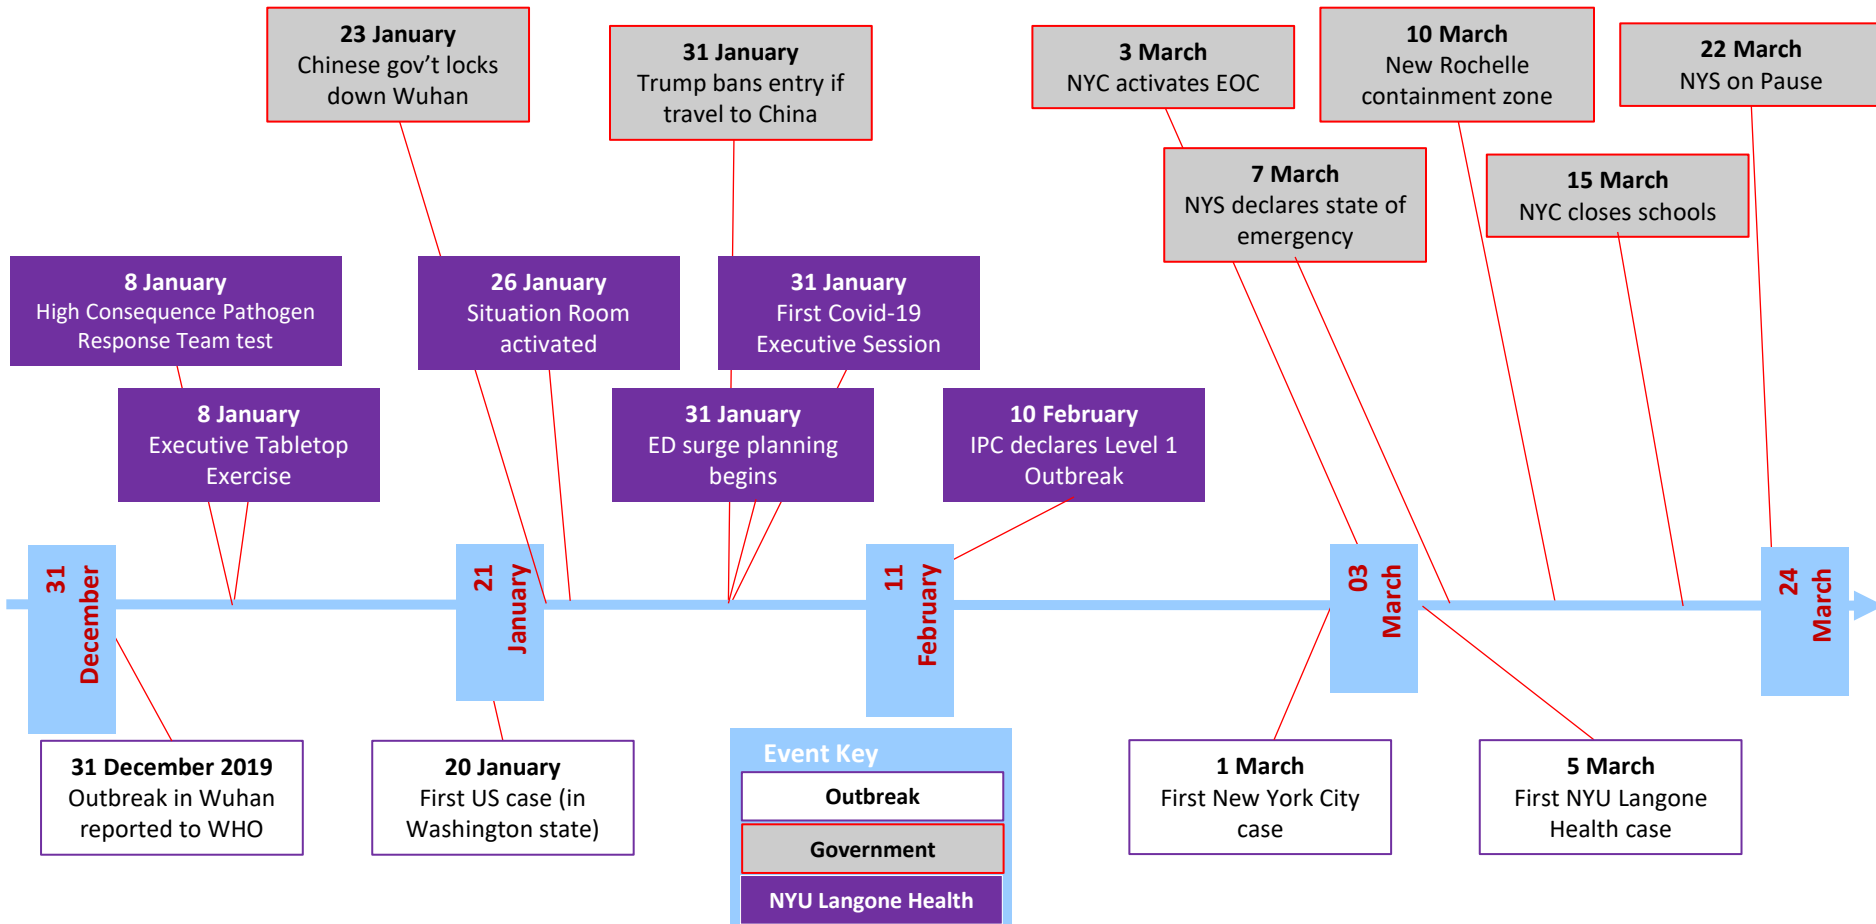 23 January
Chinese gov't locks
down Wuhan
31 January
Trump bans entry if
travel to China
3 March
NYC activates EOC
10 March
New Rochelle
containment zone
22 March
NYS on Pause
7 March
NYS declares state of
emergency
15 March
NYC closes schools
8 January
High Consequence Pathogen
Response Team test
26 January
Situation Room
activated
31 January
First Covid-19
Executive Session
8 January
Executive Tabletop
Exercise
31 January
ED surge planning
begins
10 February
IPC declares Level 1
Outbreak
31
December
21
January
11
February
03
March
24
March
31 December 2019
Outbreak in Wuhan
reported to WHO
20 January
First US case (in
Washington state)
Event Key
Outbreak
Government
NYU Langone Health
1 March
First New York City
case
5 March
First NYU Langone
Health case